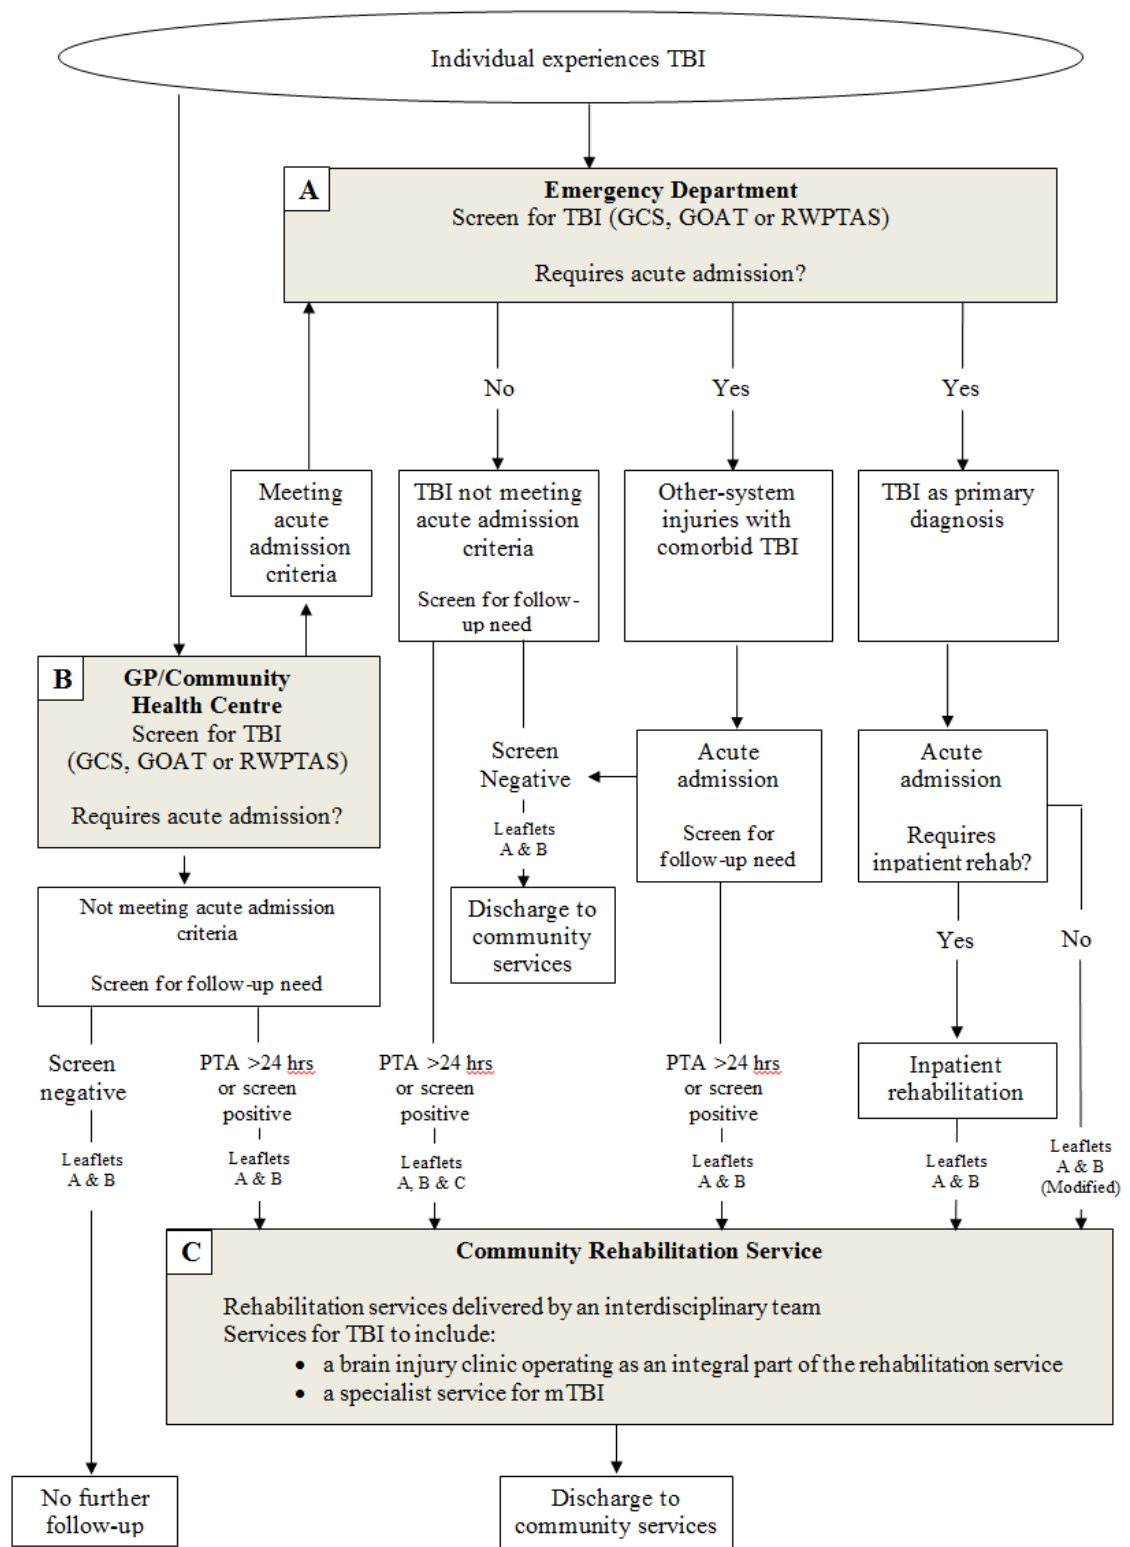 Individual experiences TBI
A
Emergency Department
Screen for TBI (GCS, GOAT or RWPTAS)
Requires acute admission?
No
Yes
Yes
Meeting
acute
admission
criteria
TBI not meeting
acute admission
criteria
Screen for follow-
up need
Other-system
injuries with
comorbid TBI
TBI as primary
diagnosis
B
GP/Community
Health Centre
Screen for TBI
(GCS, GOAT or RWPTAS)
Requires acute admission?
Screen
Negative
Leaflets
A & B
Acute
admission
Screen for
follow-up need
Acute
admission
Requires
inpatient rehab?
Not meeting acute admission
criteria
Screen for follow-up need
Discharge to
community
services
Yes
No
Screen
negative
Leaflets
A & B
PTA >24 hrs
or screen
positive
Leaflets
A & B
PTA >24 hrs
or screen
positive
Leaflets
A, B & C
PTA >24 hrs
or screen
positive
Leaflets
A & B
Inpatient
rehabilitation
Leaflets
A & B
Leaflets
A & B
(Modified)
C
Community Rehabilitation Service
Rehabilitation services delivered by an interdisciplinary team
Services for TBI to include:
• a brain injury clinic operating as an integral part of the rehabilitation service
• a specialist service for mTBI
No further
follow-up
Discharge to
community services